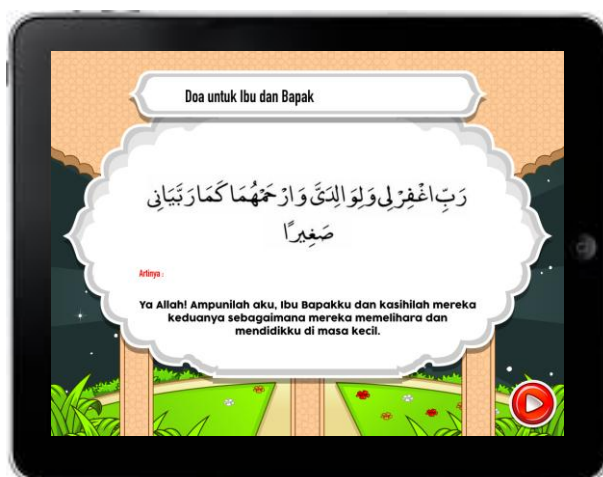 Doa untuk Ibu dan Bapak
رَبِّ اغْفِرْ لِى وَلِوَالِدَىَّ وَارْحَمْهُمَا كَمَا رَبَّيَانِى
صَغِيرًا
Artinya :
Ya Allah! Ampunilah aku, Ibu Bapakku dan kasihilah mereka
keduanya sebagaimana mereka memelihara dan
mendidikku di masa kecil.